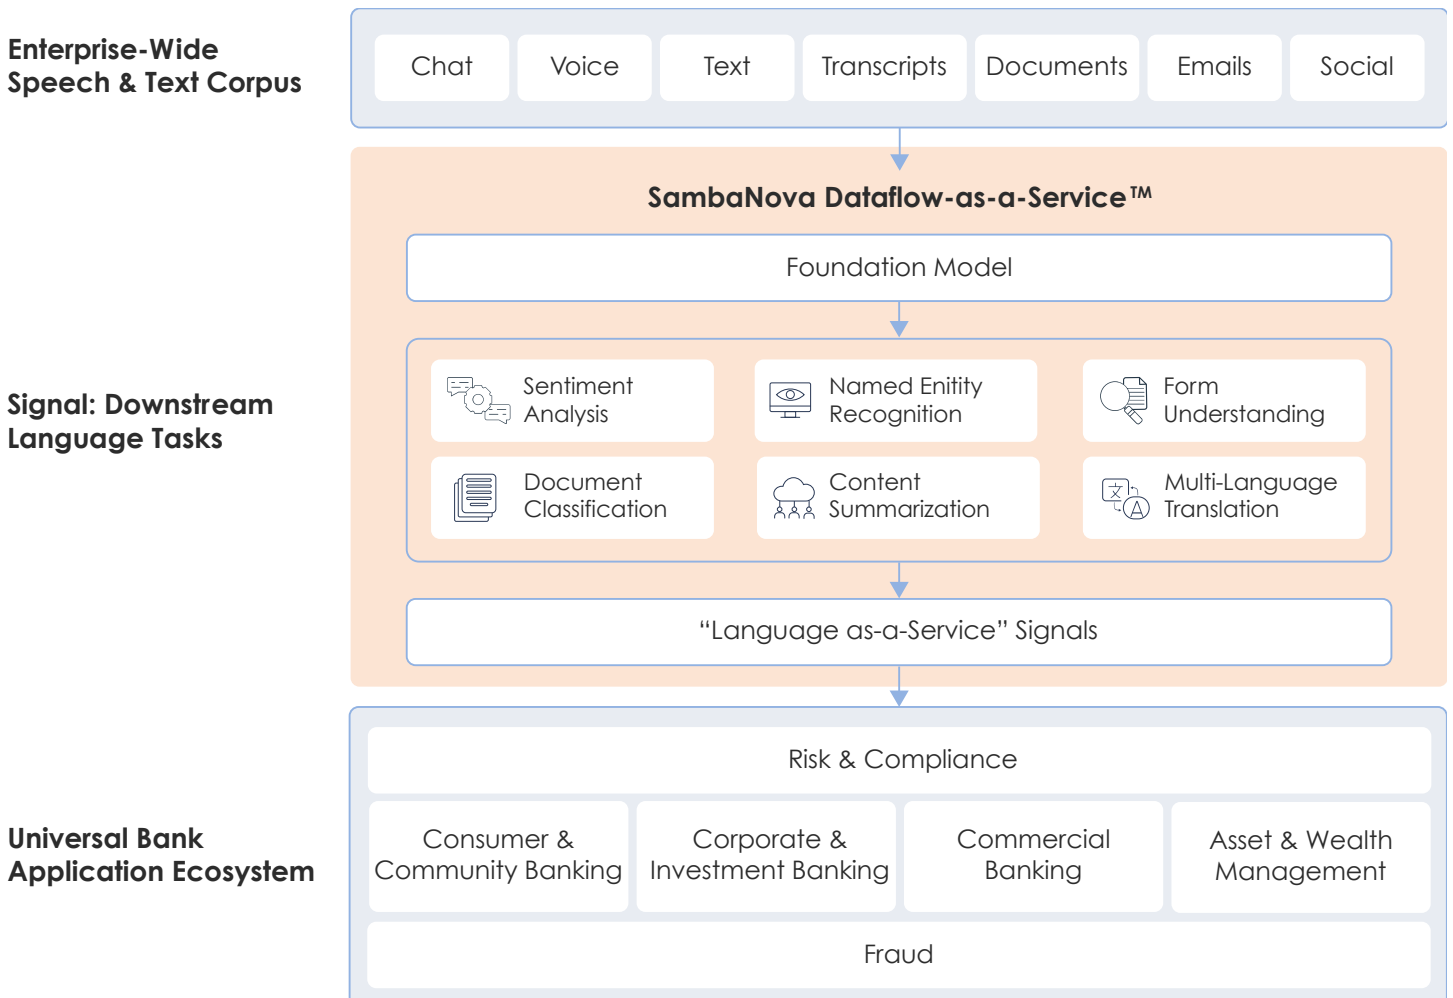 Enterprise-Wide
Speech & Text Corpus
Chat
Voice
Text
Transcripts
Documents
Emails
Social
SambaNova Dataflow-as-a-Service™
Foundation Model
Signal: Downstream
Language Tasks
Sentiment
Analysis
Named Enitity
Recognition
Form
Understanding
Document
Classification
Content
Summarization
文
A
Multi-Language
Translation
“Language as-a-Service” Signals
Universal Bank
Application Ecosystem
Risk & Compliance
Consumer &
Community Banking
Corporate &
Investment Banking
Commercial
Banking
Asset & Wealth
Management
Fraud